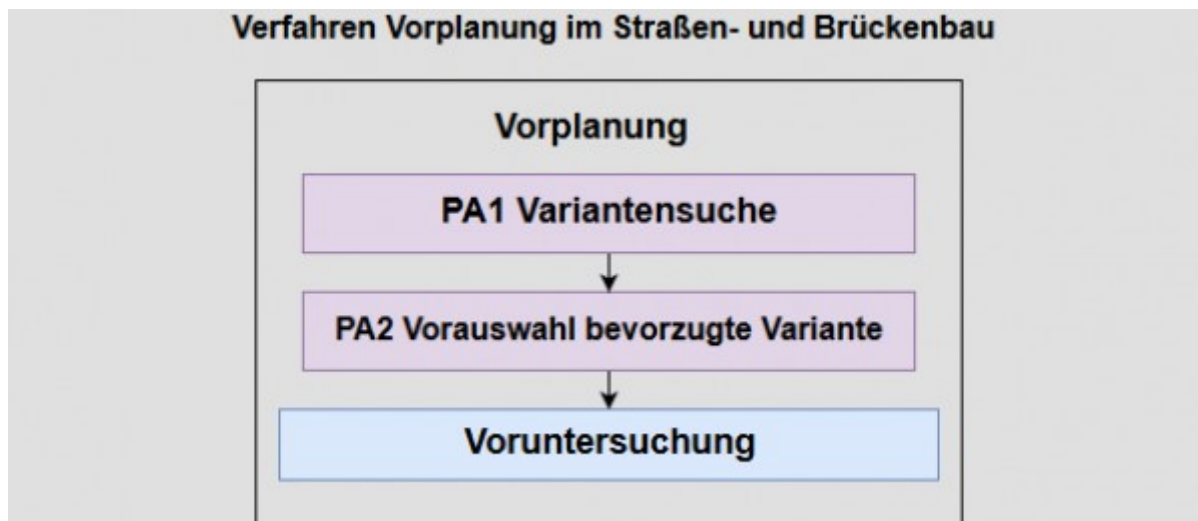 Verfahren Vorplanung im Straßen- und Brückenbau
Vorplanung
PA1 Variantensuche
PA2 Vorauswahl bevorzugte Variante
Voruntersuchung